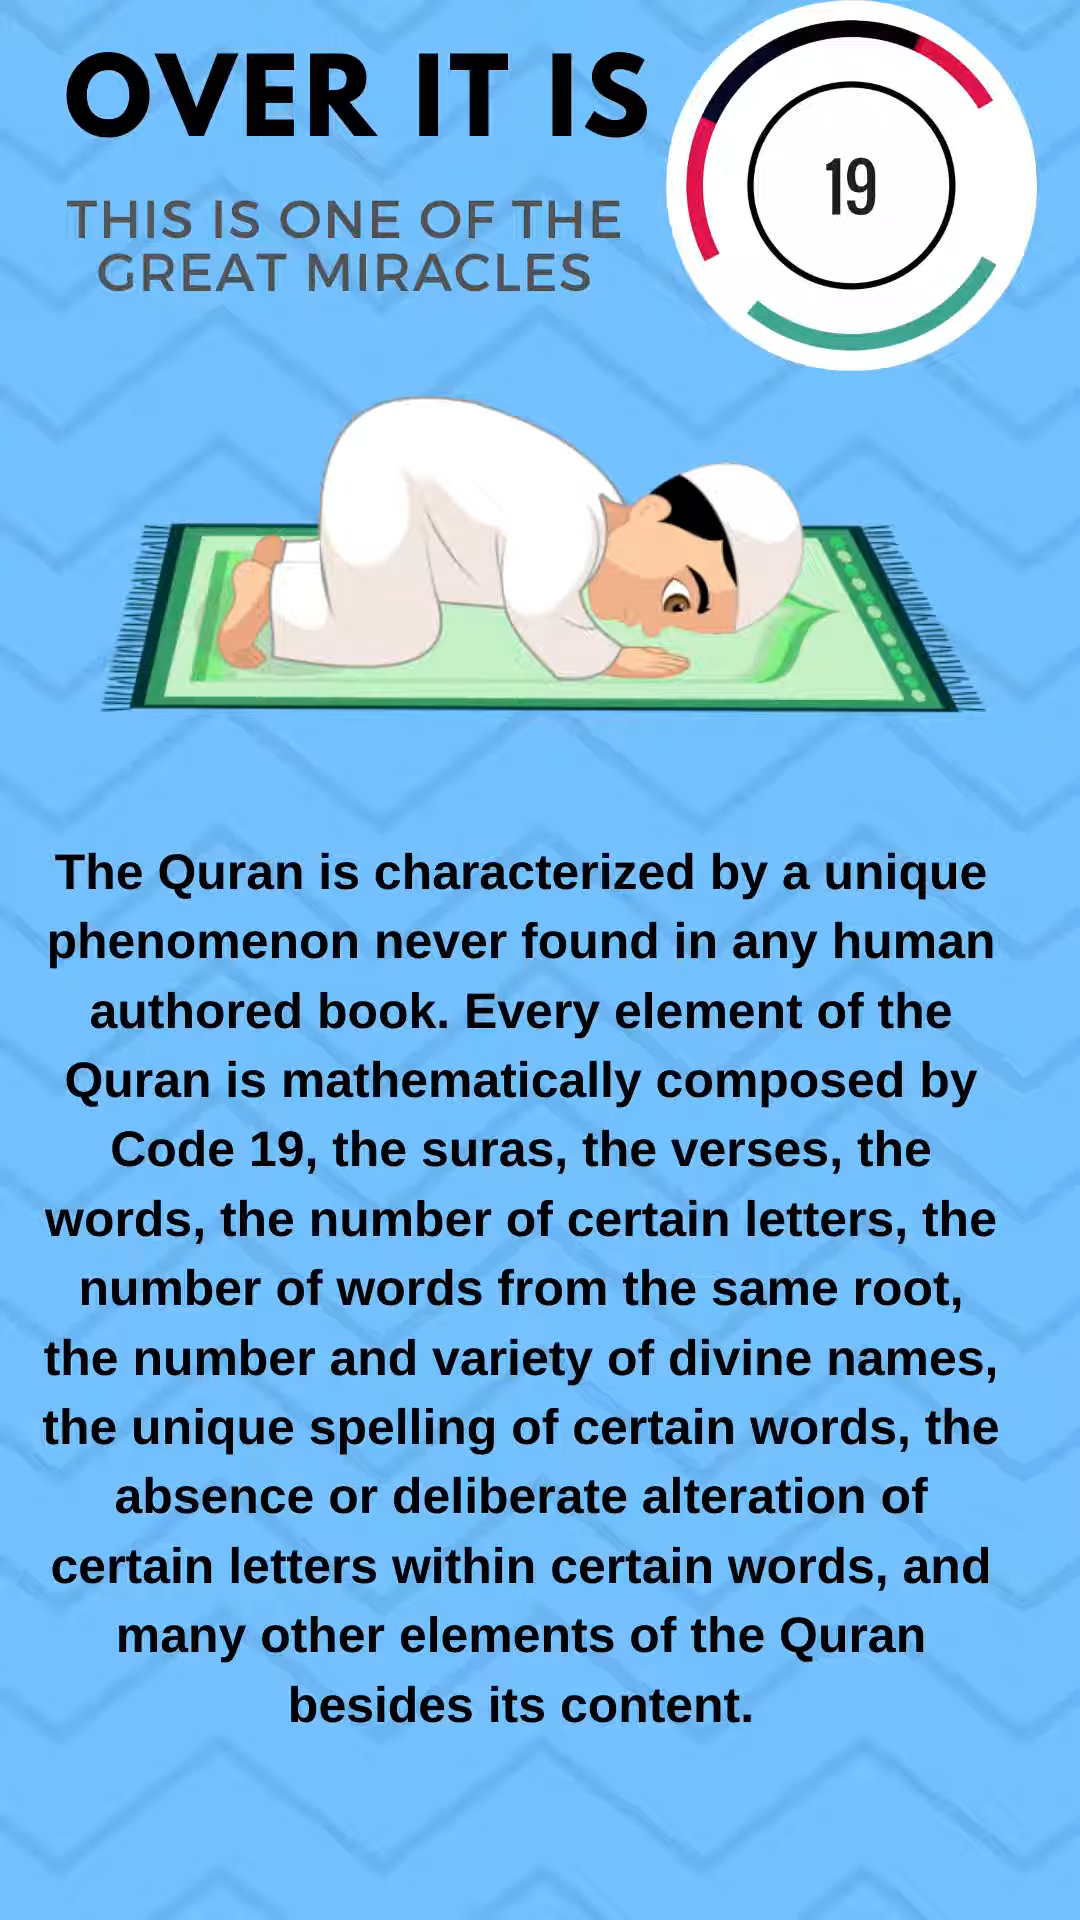 OVER IT IS
19
THIS IS ONE OF THE
GREAT MIRACLES
The Quran is characterized by a unique
phenomenon never found in any human
authored book. Every element of the
Quran is mathematically composed by
Code 19, the suras, the verses, the
words, the number of certain letters, the
number of words from the same root,
the number and variety of divine names,
the unique spelling of certain words, the
absence or deliberate alteration of
certain letters within certain words, and
many other elements of the Quran
besides its content.